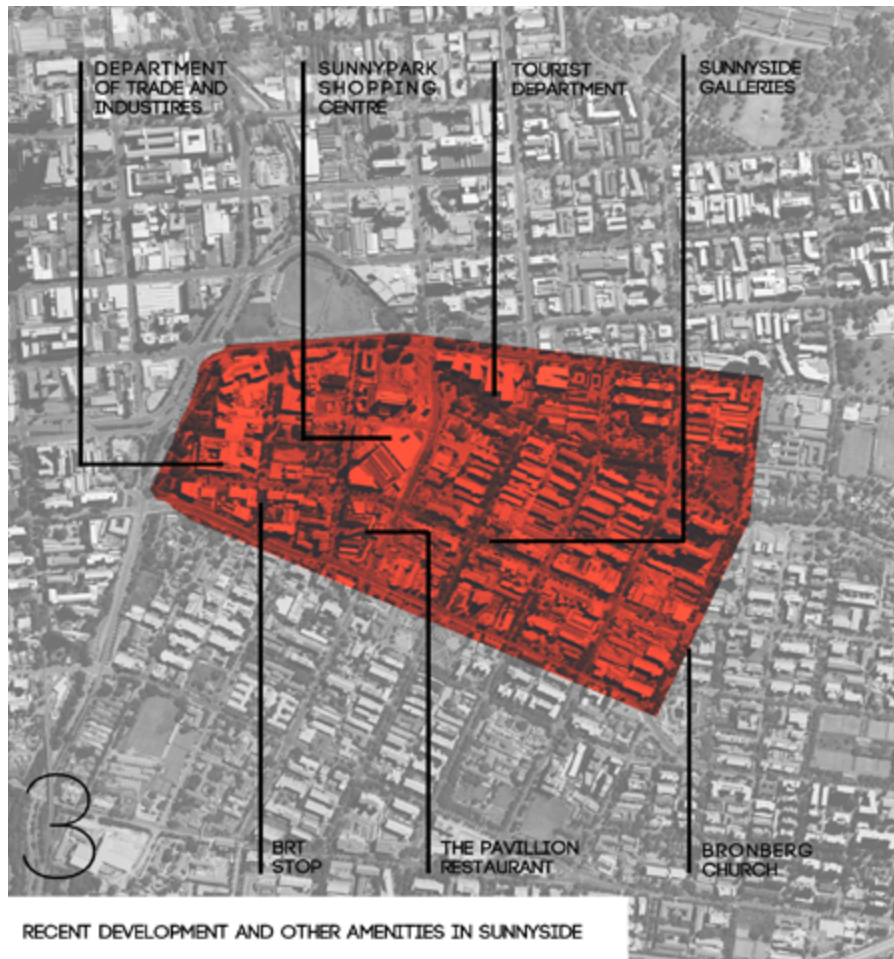 DEPARTMENT
OF TRADE AND
INDUSTIRES
SUNNYPARK
SHOPPING
CENTRE
TOURIST
DEPARTMENT
SUNNYSIDE
GALLERIES
3
BRT
STOP
THE PAVILLION
RESTAURANT
BRONBERG
CHURCH
RECENT DEVELOPMENT AND OTHER AMENITIES IN SUNNYSIDE